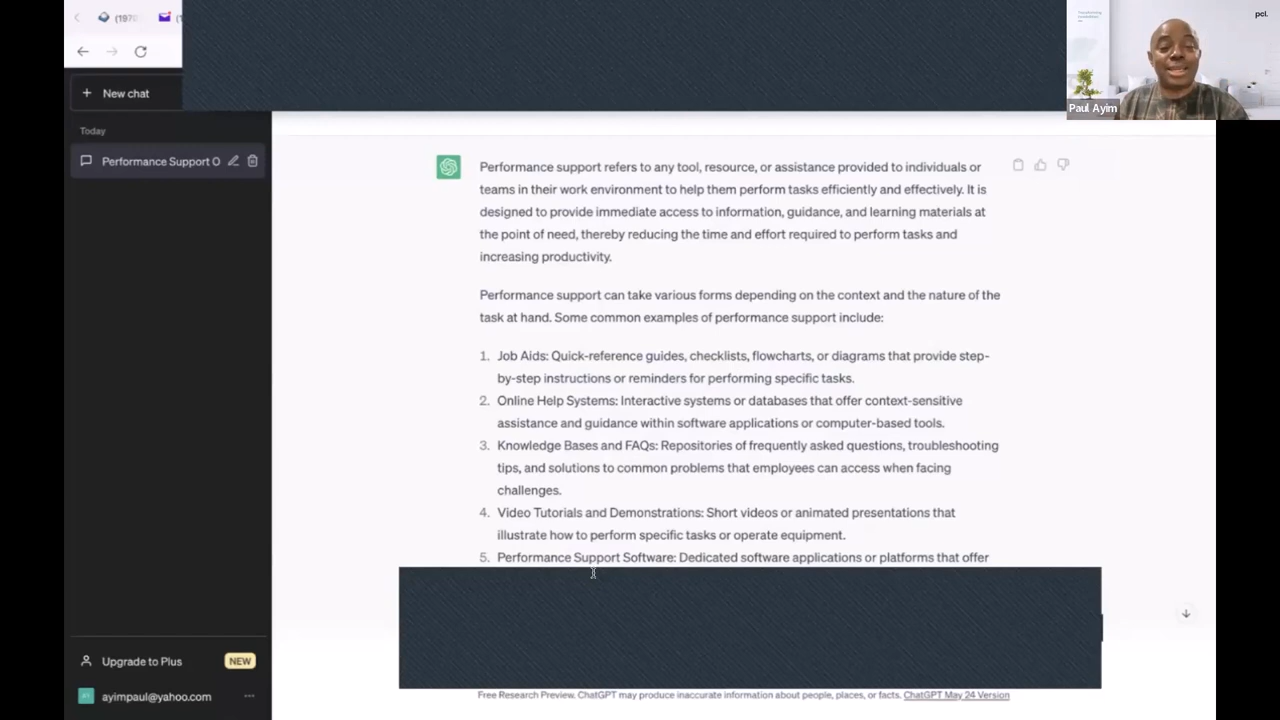 (1970
(1
pcl.
Paul Ayim
+ New chat
Today
Performance Support O
Performance support refers to any tool, resource, or assistance provided to individuals or
teams in their work environment to help them perform tasks efficiently and effectively. It is
designed to provide immediate access to information, guidance, and learning materials at
the point of need, thereby reducing the time and effort required to perform tasks and
increasing productivity.
Performance support can take various forms depending on the context and the nature of the
task at hand. Some common examples of performance support include:
1. Job Aids: Quick-reference guides, checklists, flowcharts, or diagrams that provide step-
by-step instructions or reminders for performing specific tasks.
2. Online Help Systems: Interactive systems or databases that offer context-sensitive
assistance and guidance within software applications or computer-based tools.
3. Knowledge Bases and FAQs: Repositories of frequently asked questions, troubleshooting
tips, and solutions to common problems that employees can access when facing
challenges.
4. Video Tutorials and Demonstrations: Short videos or animated presentations that
illustrate how to perform specific tasks or operate equipment.
5. Performance Support Software: Dedicated software applications or platforms that offer
Upgrade to Plus
NEW
ayimpaul@yahoo.com
Free Research Preview. ChatGPT may produce inaccurate information about people, places, or facts. ChatGPT May 24 Version